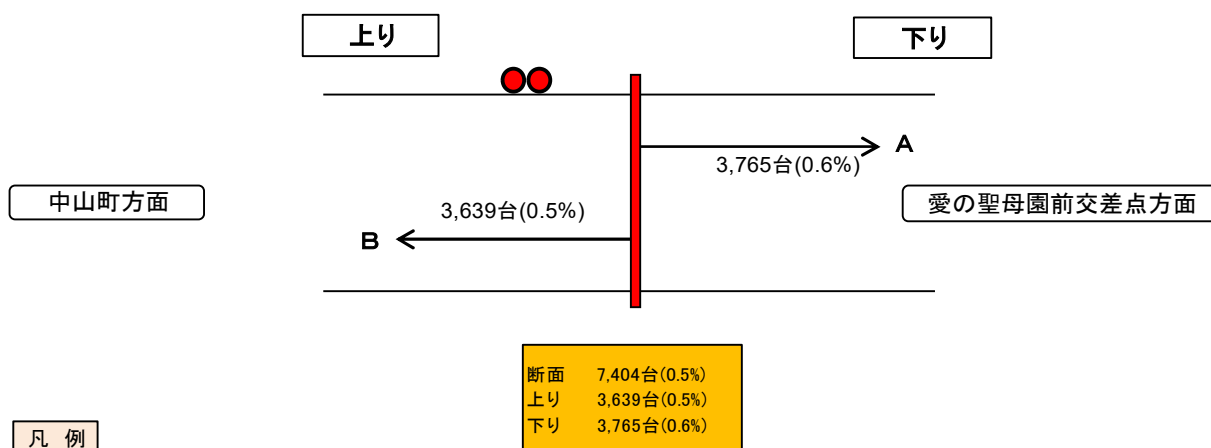 上り
下り
A
3,765台(0.6%)
中山町方面
愛の聖母園前交差点方面
3,639台(0.5%)
B
断面 7,404台(0.5%)
上り 3,639台(0.5%)
下り 3,765台(0.6%)
凡 例